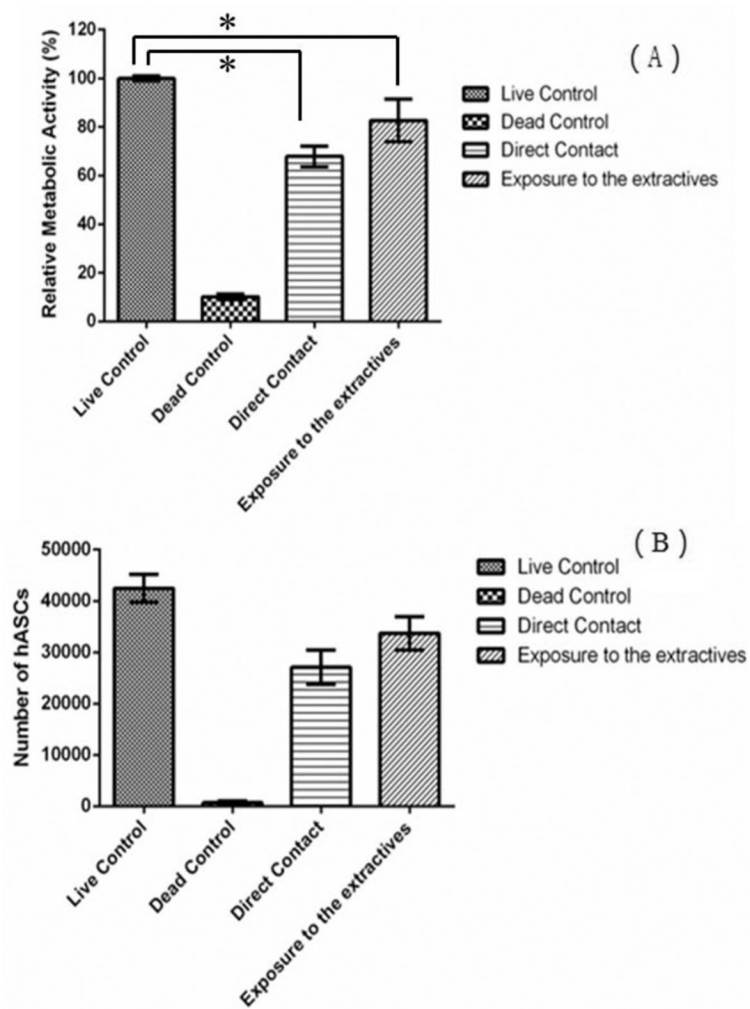 *
*
( A )
Relative Metabolic Activity (%)
120
100
80
60
40
20
0
Live Control
Dead Control
Direct Contact
Exposure to the extractives
Live Control
Dead Control
Direct Contact
Exposure to the extractives
( B )
Number of hASCs
50000
40000
30000
20000
10000
0
Live Control
Dead Control
Direct Contact
Exposure to the extractives
Live Control
Dead Control
Direct Contact
Exposure to the extractives